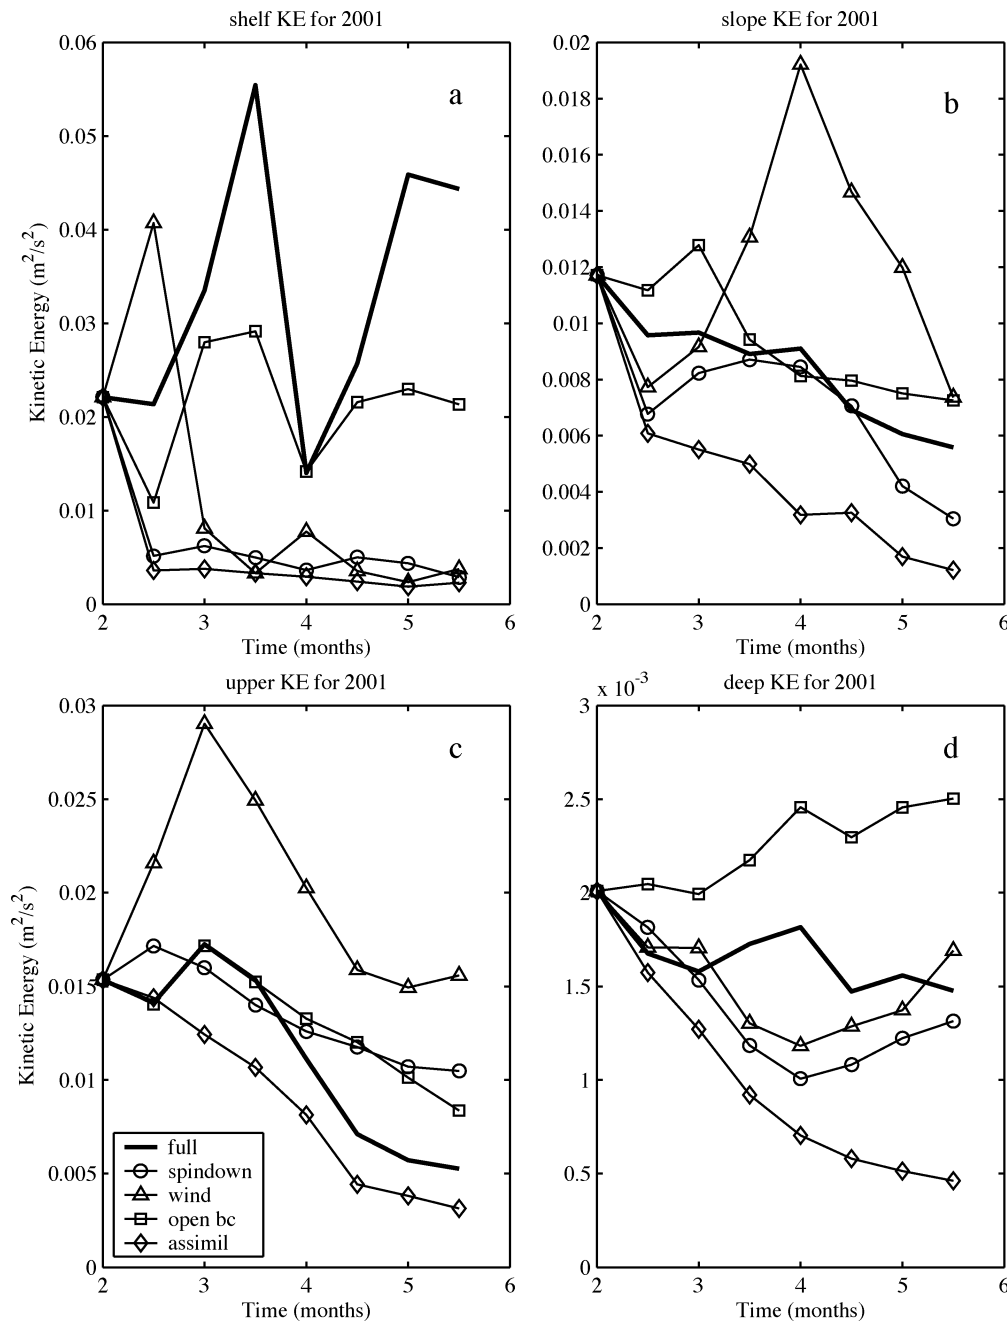 shelf KE for 2001
a
Kinetic Energy (m²/s²)
0.06
0.05
0.04
0.03
0.02
0.01
0
2 3 4 5 6
Time (months)
slope KE for 2001
b
0.02
0.018
0.016
0.014
0.012
0.01
0.008
0.006
0.004
0.002
0
2 3 4 5 6
Time (months)
upper KE for 2001
c
Kinetic Energy (m²/s²)
0.03
0.025
0.02
0.015
0.01
0.005
0
full
spindown
wind
open bc
assimil
2 3 4 5 6
Time (months)
x 10⁻³
deep KE for 2001
d
3
2.5
2
1.5
1
0.5
0
2 3 4 5 6
Time (months)